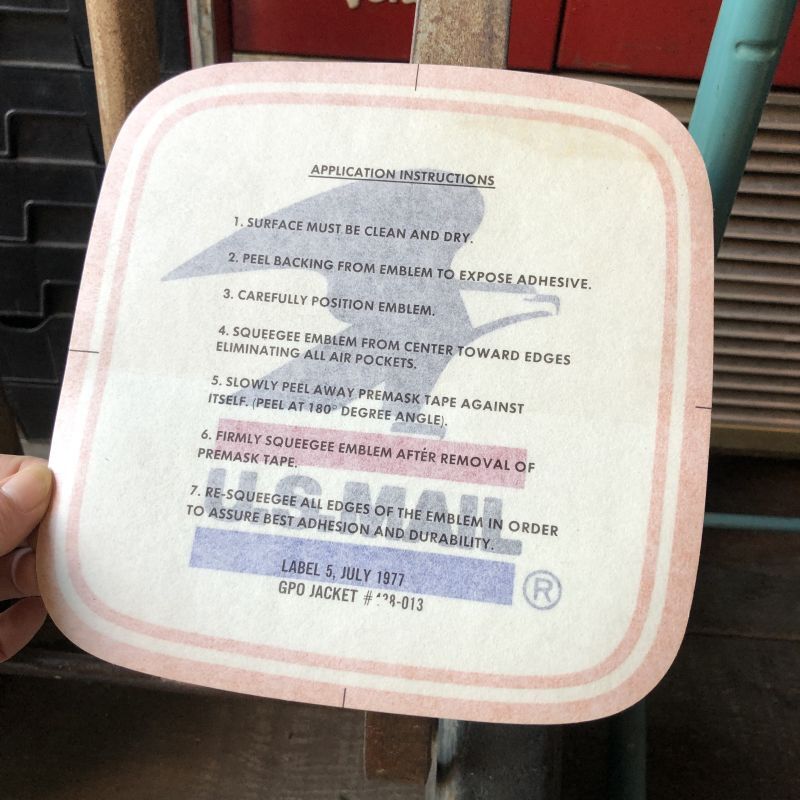 APPLICATION INSTRUCTIONS
1. SURFACE MUST BE CLEAN AND DRY.
2. PEEL BACKING FROM EMBLEM TO EXPOSE ADHESIVE.
3. CAREFULLY POSITION EMBLEM.
4. SQUEEGEE EMBLEM FROM CENTER TOWARD EDGES
ELIMINATING ALL AIR POCKETS.
5. SLOWLY PEEL AWAY PREMASK TAPE AGAINST
ITSELF. (PEEL AT 180° DEGREE ANGLE).
6. FIRMLY SQUEEGEE EMBLEM AFTER REMOVAL OF
PREMASK TAPE.
U.S.MAIL
7. RE-SQUEEGEE ALL EDGES OF THE EMBLEM IN ORDER
TO ASSURE BEST ADHESION AND DURABILITY.
LABEL 5, JULY 1977
®
GPO JACKET #